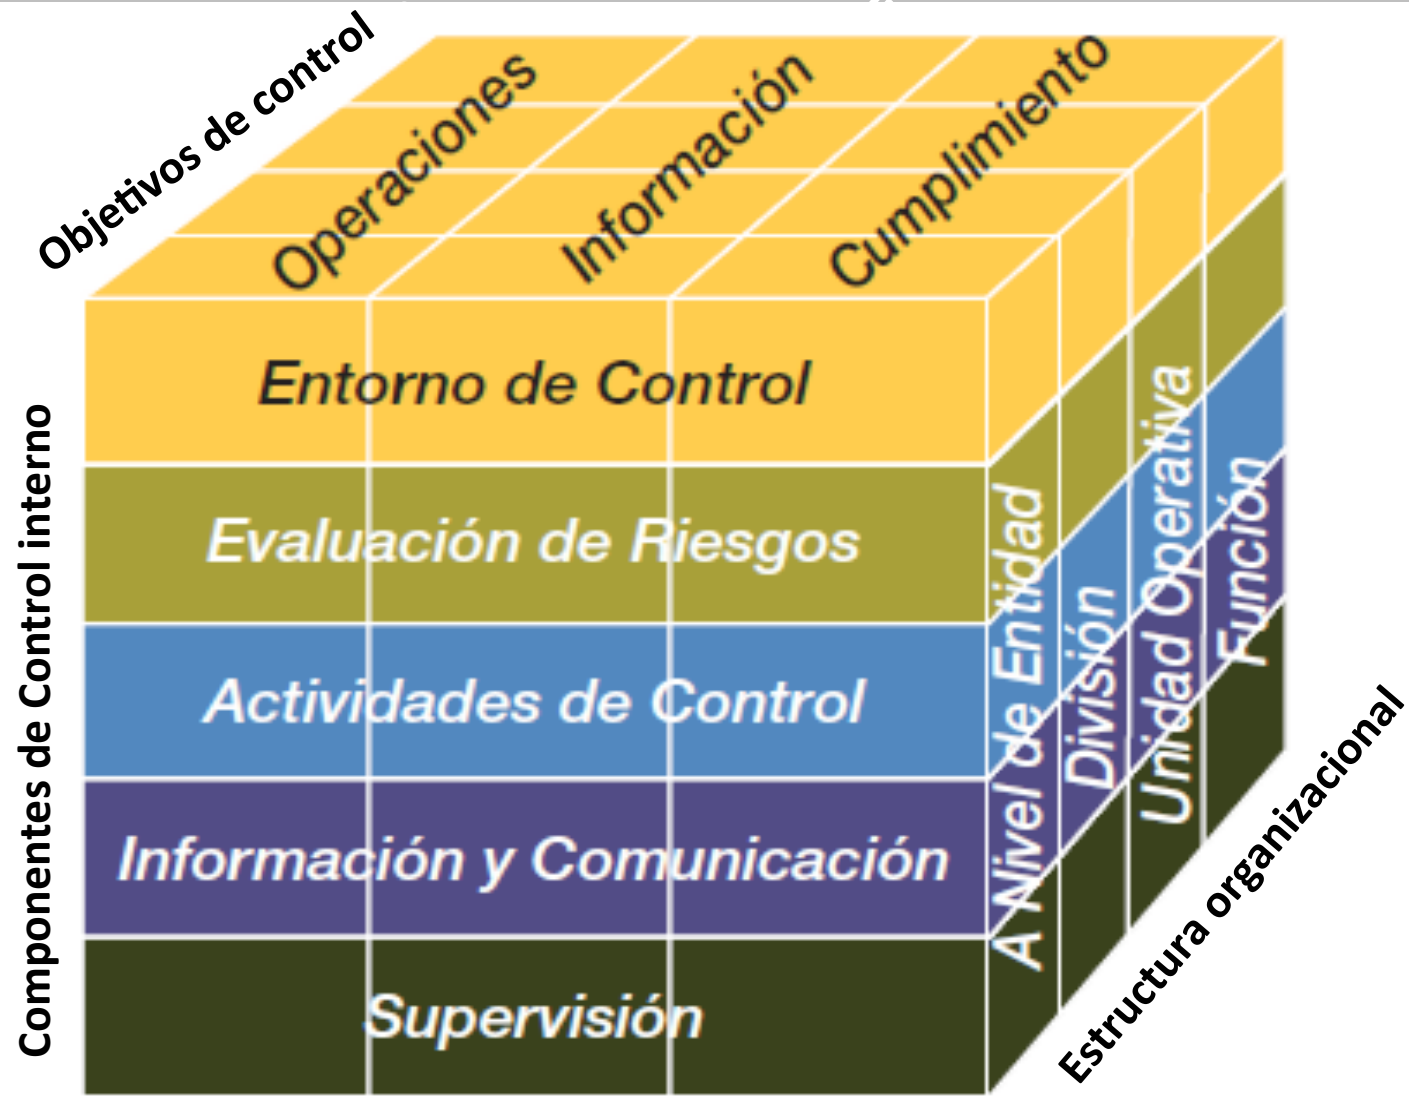 Objetivos de control
Operaciones
Información
Cumplimiento
Componentes de Control interno
Entorno de Control
Evaluación de Riesgos
Actividades de Control
Información y Comunicación
Supervisión
A Nivel de Entidad
División
Unidad Operativa
Función
Estructura organizacional